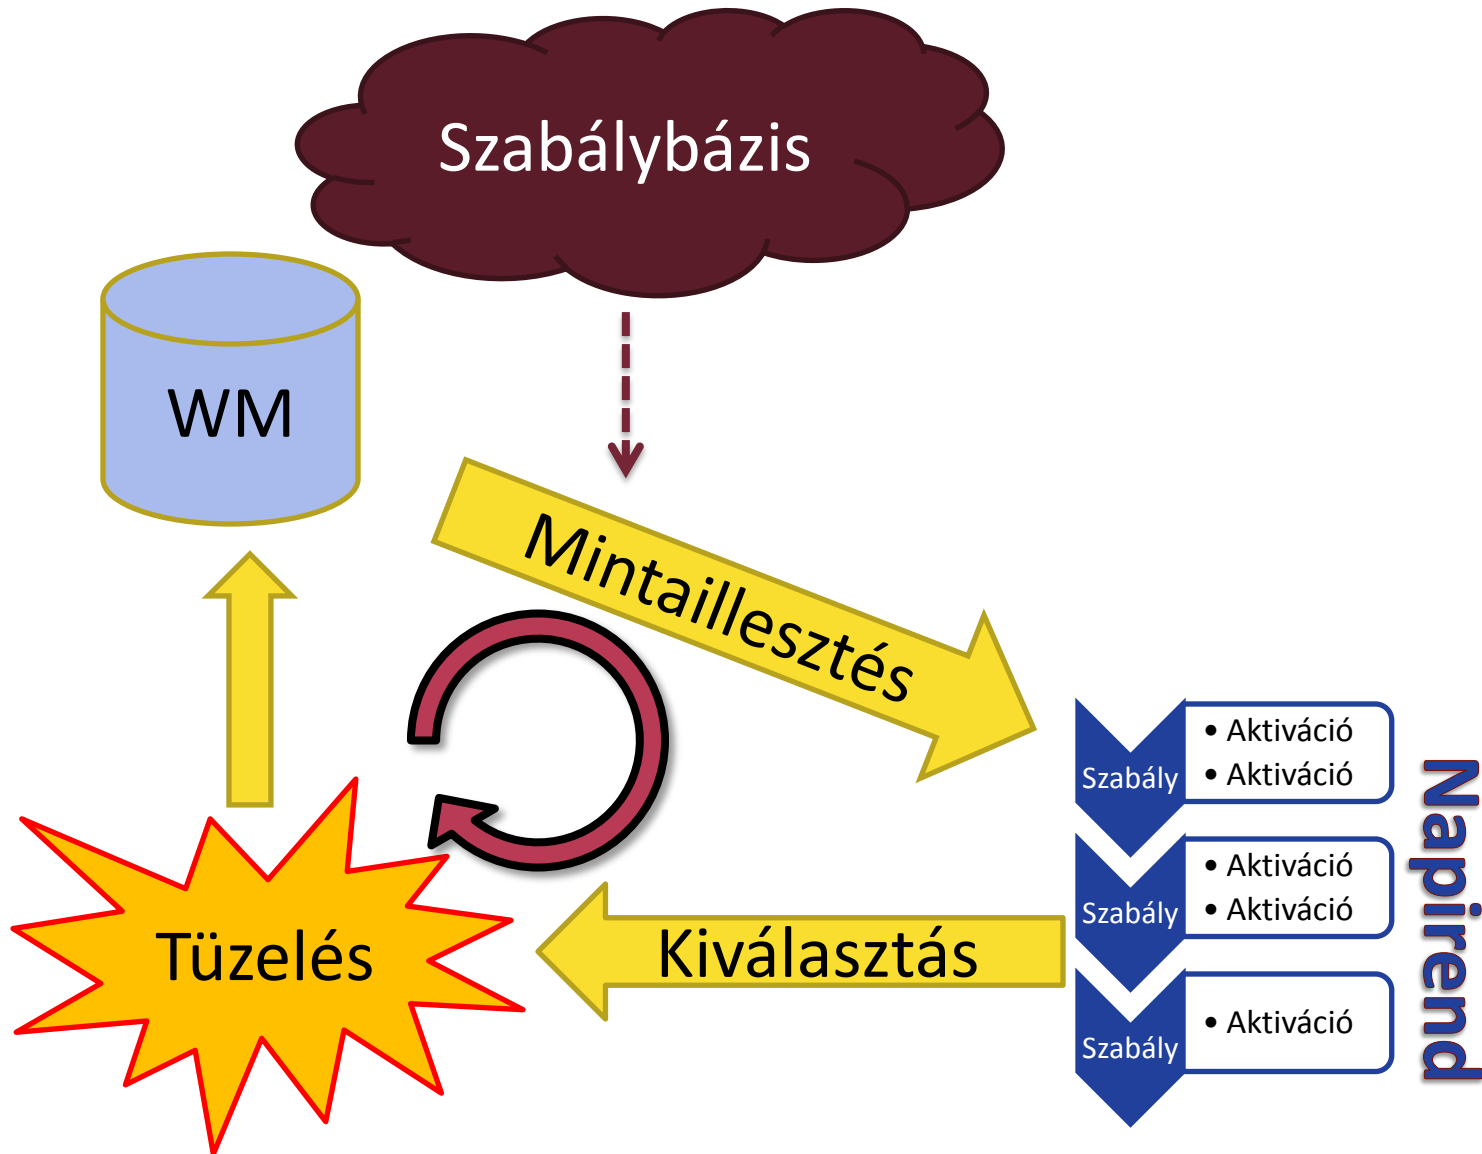 Szabálybázis
WM
Mintaillesztés
Szabály
• Aktiváció
• Aktiváció
Szabály
• Aktiváció
• Aktiváció
Szabály
• Aktiváció
Napirend
Kiválasztás
Tüzelés